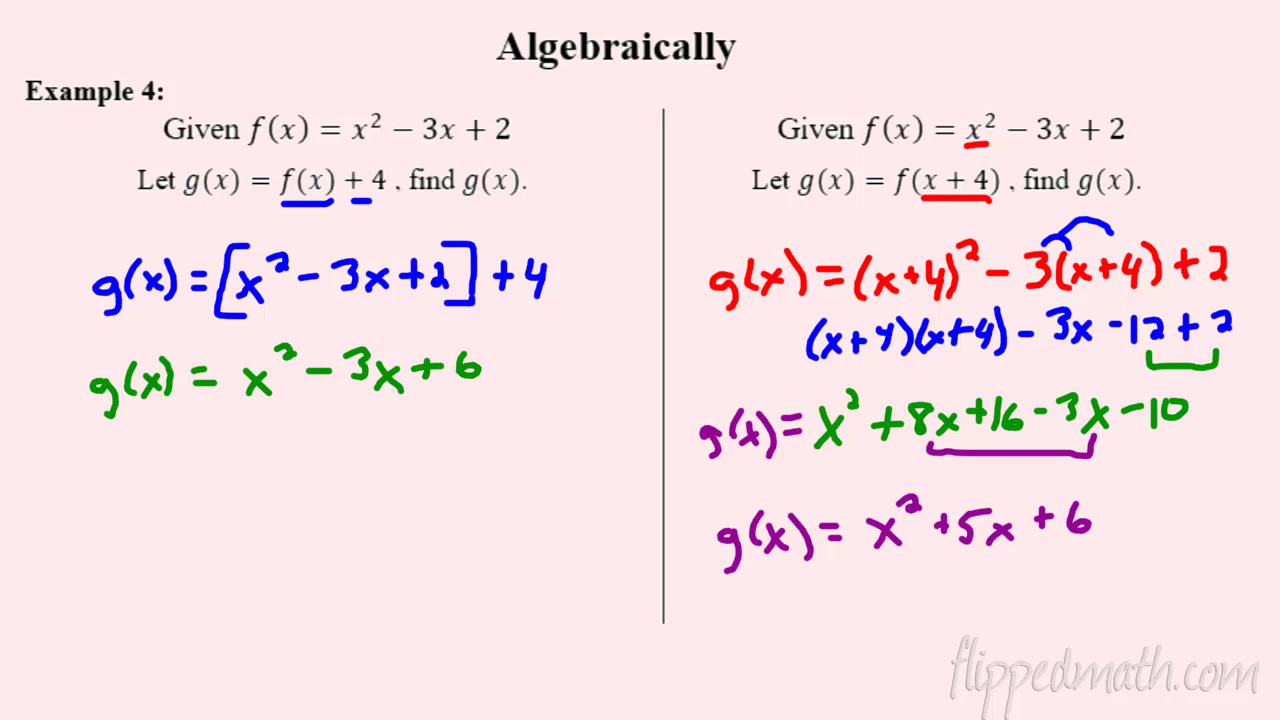 Algebraically
Example 4:
Given f(x) = x² − 3x + 2
Let g(x) = f(x) + 4 , find g(x).
g(x) = [x² − 3x + 2] + 4
g(x) = x² − 3x + 6
Given f(x) = x² − 3x + 2
Let g(x) = f(x + 4) , find g(x).
g(x) = (x+4)² − 3(x+4) + 2
(x+4)(x+4) − 3x − 12 + 2
g(x) = x² + 8x + 16 − 3x − 10
g(x) = x² + 5x + 6
flippedmath.com